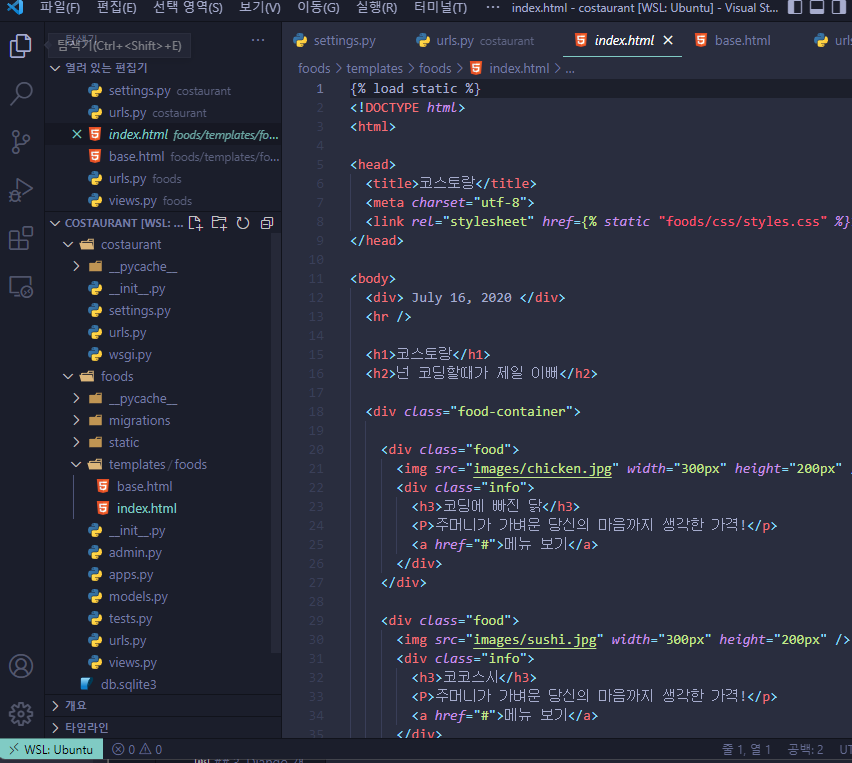 파일(F) 편집(E) 선택 영역(S) 보기(V) 이동(G) 실행(R) 터미널(T) ··· index.html - costaurant [WSL: Ubuntu] - Visual St...
탐색기(Ctrl+<Shift>+E)
열려 있는 편집기
settings.py costaurant
urls.py costaurant
index.html foods/templates/fo...
base.html foods/templates/fo...
urls.py foods
views.py foods
COSTAURANT [WSL: ...
costaurant
__pycache__
__init__.py
settings.py
urls.py
wsgi.py
foods
__pycache__
migrations
static
templates/foods
base.html
index.html
__init__.py
admin.py
apps.py
models.py
tests.py
urls.py
views.py
db.sqlite3
개요
타임라인
settings.py urls.py costaurant index.html base.html urls
foods > templates > foods > index.html > ...
1 {% load static %}
2 <!DOCTYPE html>
3 <html>
4
5 <head>
6 <title>코스토랑</title>
7 <meta charset="utf-8">
8 <link rel="stylesheet" href={% static "foods/css/styles.css" %}
9 </head>
10
11 <body>
12 <div> July 16, 2020 </div>
13 <hr />
14
15 <h1>코스토랑</h1>
16 <h2>넌 코딩할때가 제일 이뻐</h2>
17
18 <div class="food-container">
19
20 <div class="food">
21 <img src="images/chicken.jpg" width="300px" height="200px" /
22 <div class="info">
23 <h3>코딩에 빠진 닭</h3>
24 <P>주머니가 가벼운 당신의 마음까지 생각한 가격!</p>
25 <a href="#">메뉴 보기</a>
26 </div>
27 </div>
28
29 <div class="food">
30 <img src="images/sushi.jpg" width="300px" height="200px" />
31 <div class="info">
32 <h3>코코스시</h3>
33 <P>주머니가 가벼운 당신의 마음까지 생각한 가격!</p>
34 <a href="#">메뉴 보기</a>
35 </div>
WSL: Ubuntu 0 0 줄 1, 열 1 공백: 2 UT